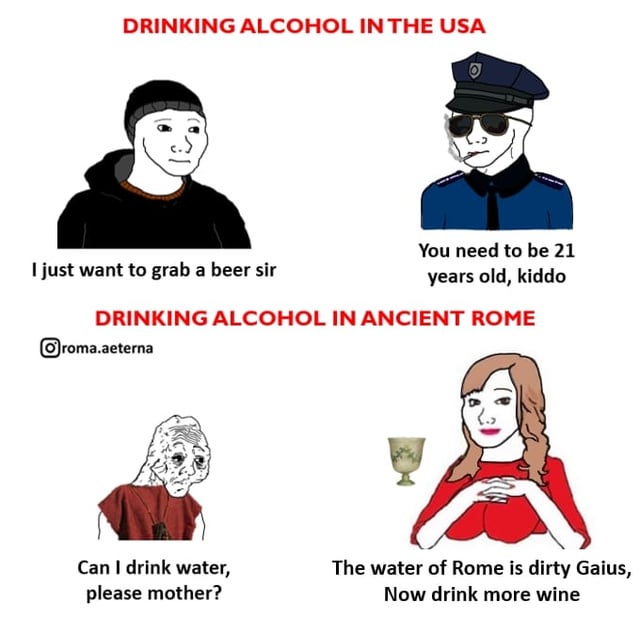 DRINKING ALCOHOL IN THE USA
I just want to grab a beer sir
You need to be 21
years old, kiddo
DRINKING ALCOHOL IN ANCIENT ROME
roma.aeterna
Can I drink water,
please mother?
The water of Rome is dirty Gaius,
Now drink more wine